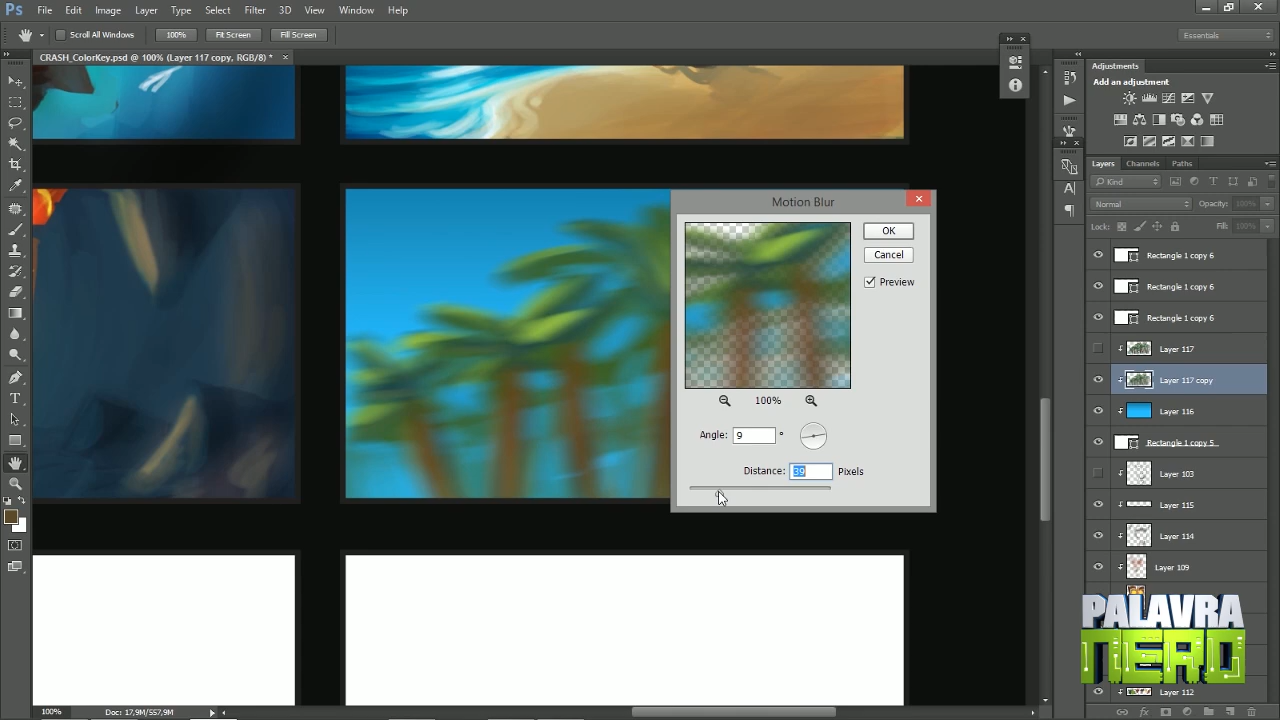 Ps File Edit Image Layer Type Select Filter 3D View Window Help
Scroll All Windows 100% Fit Screen Fill Screen Essentials
CRASH_ColorKey.psd @ 100% (Layer 117 copy, RGB/8) *
Adjustments
Add an adjustment
Layers Channels Paths
Kind
Normal Opacity: 100%
Lock: Fill: 100%
Rectangle 1 copy 6
Rectangle 1 copy 6
Rectangle 1 copy 6
Layer 117
Layer 117 copy
Layer 116
Rectangle 1 copy 5
Layer 103
Layer 115
Layer 114
Layer 109
Layer 112
Motion Blur
OK
Cancel
Preview
100%
Angle: 9 °
Distance: 39 Pixels
PALAVRA
NERD
100% Doc: 17,9M/557,9M